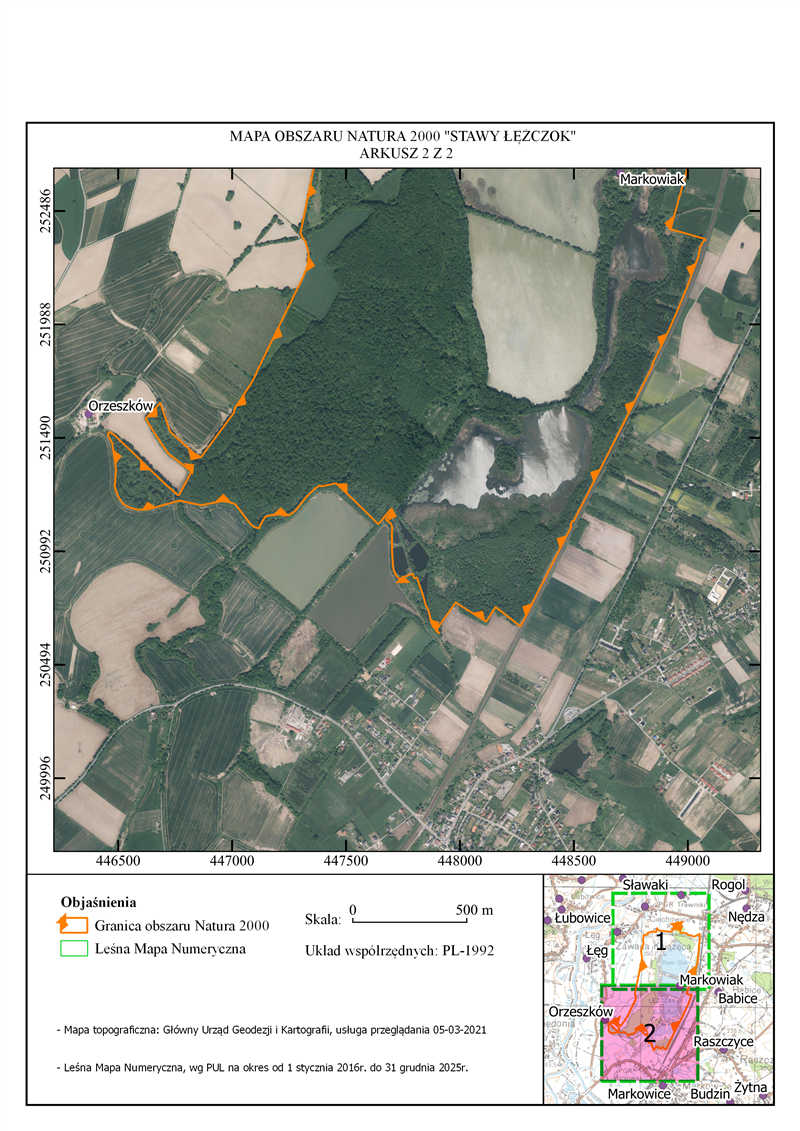 MAPA OBSZARU NATURA 2000 "STAWY ŁĘŻCZOK"
ARKUSZ 2 Z 2
Markowiak
252486
251988
Orzeszków
251490
250992
250494
249996
446500 447000 447500 448000 448500 449000
Objaśnienia
Granica obszaru Natura 2000
Leśna Mapa Numeryczna
Skala: 0 500 m
Układ współrzędnych: PL-1992
- Mapa topograficzna: Główny Urząd Geodezji i Kartografii, usługa przeglądania 05-03-2021
- Leśna Mapa Numeryczna, wg PUL na okres od 1 stycznia 2016r. do 31 grudnia 2025r.
Sławaki Rogol
Łubowice Nędza
1
Łęg
Markowiak
Babice
Orzeszków
2
Raszczyce
Markowice Budzin Żytna